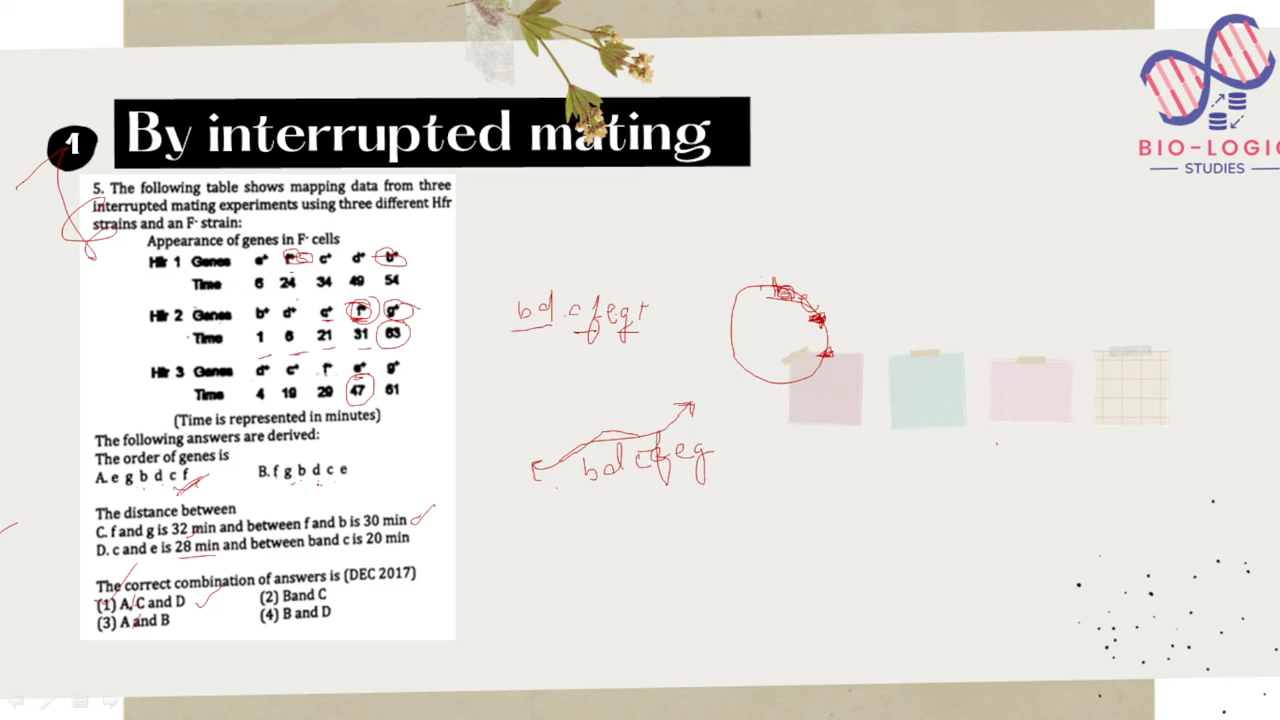 1
By interrupted mating
BIO-LOGIC
STUDIES
5. The following table shows mapping data from three
interrupted mating experiments using three different Hfr
strains and an F- strain:
Appearance of genes in F- cells
Hfr 1 Genes e+ f+ c+ d+ b+
Time 6 24 34 49 54
Hfr 2 Genes b+ d+ c+ f+ g+
Time 1 6 21 31 63
Hfr 3 Genes d+ c+ f+ e+ g+
Time 4 19 29 47 61
(Time is represented in minutes)
The following answers are derived:
The order of genes is
A. e g b d c f B. f g b d c e
The distance between
C. f and g is 32 min and between f and b is 30 min
D. c and e is 28 min and between band c is 20 min
The correct combination of answers is (DEC 2017)
(1) A, C and D (2) Band C
(3) A and B (4) B and D
b d c f e g
b d c f e g